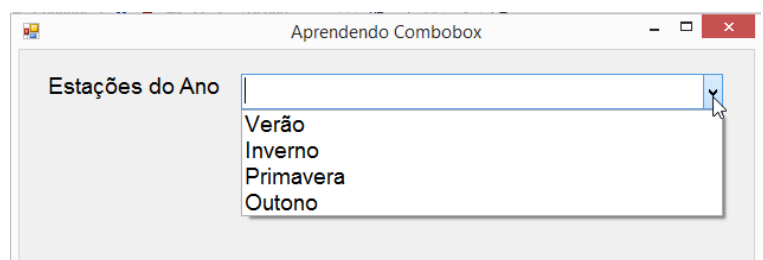 Aprendendo Combobox
Estações do Ano
Verão
Inverno
Primavera
Outono